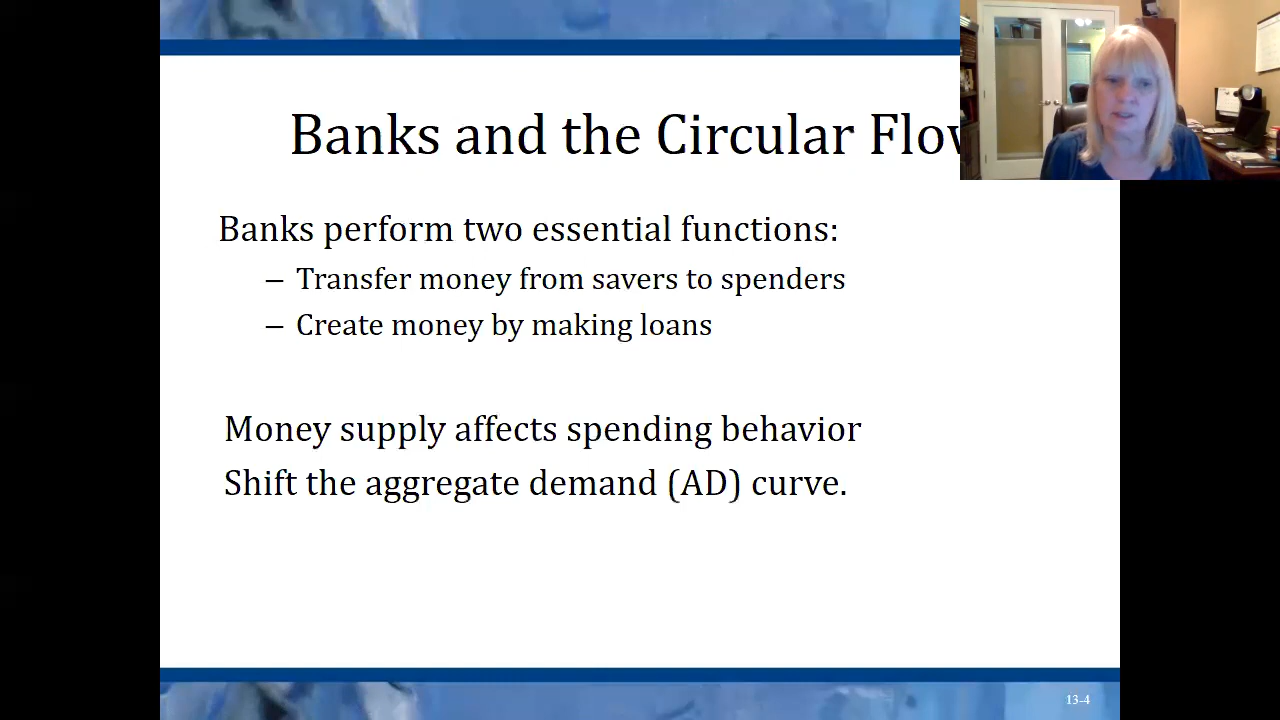 Banks and the Circular Flo
Banks perform two essential functions:
– Transfer money from savers to spenders
– Create money by making loans
Money supply affects spending behavior
Shift the aggregate demand (AD) curve.
13-4